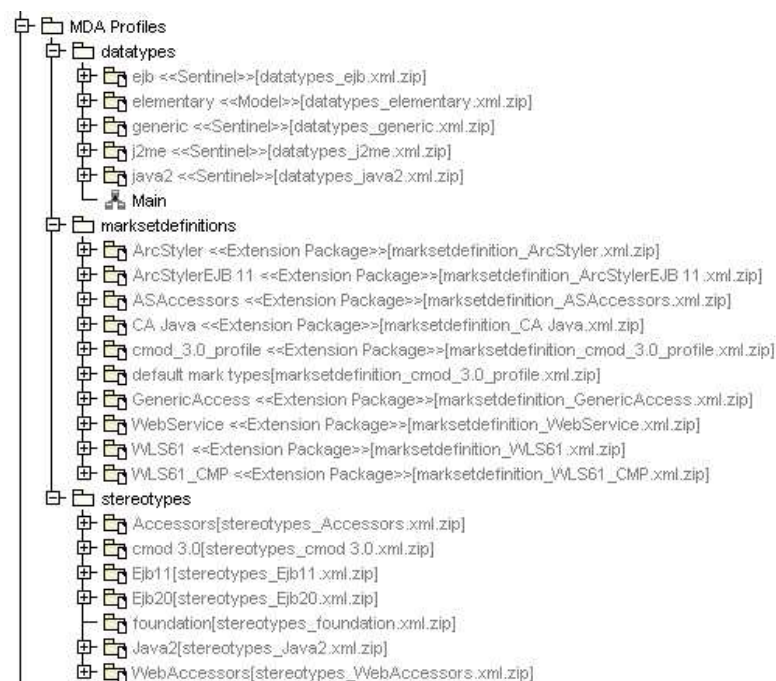 MDA Profiles
datatypes
ejb <<Sentinel>>[datatypes_ejb.xml.zip]
elementary <<Model>>[datatypes_elementary.xml.zip]
generic <<Sentinel>>[datatypes_generic.xml.zip]
j2me <<Sentinel>>[datatypes_j2me.xml.zip]
java2 <<Sentinel>>[datatypes_java2.xml.zip]
Main
marksetdefinitions
ArcStyler <<Extension Package>>[marksetdefinition_ArcStyler.xml.zip]
ArcStylerEJB 11 <<Extension Package>>[marksetdefinition_ArcStylerEJB 11.xml.zip]
ASAccessors <<Extension Package>>[marksetdefinition_ASAccessors.xml.zip]
CA Java <<Extension Package>>[marksetdefinition_CA Java.xml.zip]
cmod_3.0_profile <<Extension Package>>[marksetdefinition_cmod_3.0_profile.xml.zip]
default mark types[marksetdefinition_cmod_3.0_profile.xml.zip]
GenericAccess <<Extension Package>>[marksetdefinition_GenericAccess.xml.zip]
WebService <<Extension Package>>[marksetdefinition_WebService.xml.zip]
WLS61 <<Extension Package>>[marksetdefinition_WLS61.xml.zip]
WLS61_CMP <<Extension Package>>[marksetdefinition_WLS61_CMP.xml.zip]
stereotypes
Accessors[stereotypes_Accessors.xml.zip]
cmod 3.0[stereotypes_cmod 3.0.xml.zip]
Ejb11[stereotypes_Ejb11.xml.zip]
Ejb20[stereotypes_Ejb20.xml.zip]
foundation[stereotypes_foundation.xml.zip]
Java2[stereotypes_Java2.xml.zip]
WebAccessors[stereotypes_WebAccessors.xml.zip]